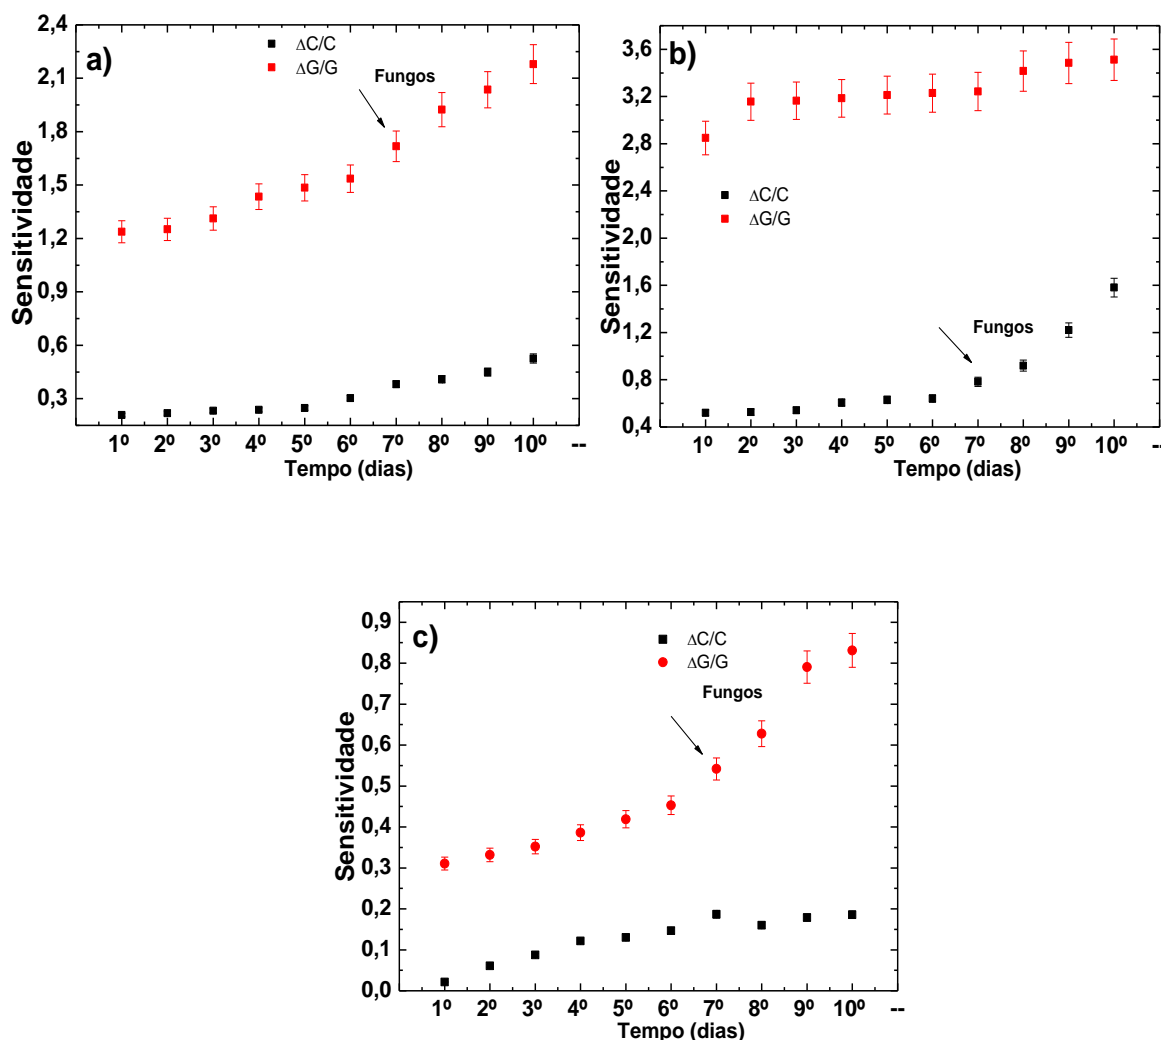 a)
ΔC/C
ΔG/G
Fungos
Sensitividade
2,4
2,1
1,8
1,5
1,2
0,9
0,6
0,3
1º 2º 3º 4º 5º 6º 7º 8º 9º 10º --
Tempo (dias)
b)
ΔC/C
ΔG/G
Fungos
Sensitividade
3,6
3,2
2,8
2,4
2,0
1,6
1,2
0,8
0,4
1º 2º 3º 4º 5º 6º 7º 8º 9º 10º --
Tempo (dias)
c)
ΔC/C
ΔG/G
Fungos
Sensitividade
0,9
0,8
0,7
0,6
0,5
0,4
0,3
0,2
0,1
0,0
1º 2º 3º 4º 5º 6º 7º 8º 9º 10º --
Tempo (dias)